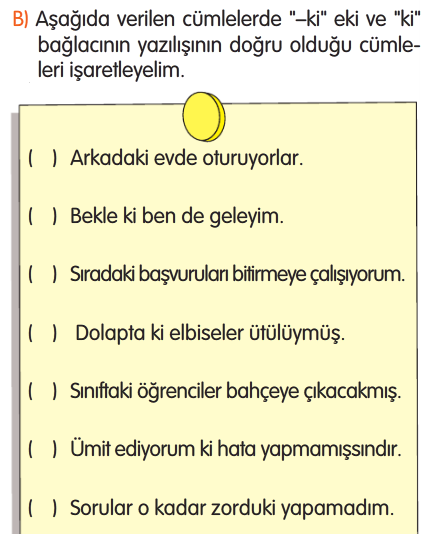 B) Aşağıda verilen cümlelerde "–ki" eki ve "ki"
bağlacının yazılışının doğru olduğu cümle-
leri işaretleyelim.
( ) Arkadaki evde oturuyorlar.
( ) Bekle ki ben de geleyim.
( ) Sıradaki başvuruları bitirmeye çalışıyorum.
( ) Dolapta ki elbiseler ütülüymüş.
( ) Sınıftaki öğrenciler bahçeye çıkacakmış.
( ) Ümit ediyorum ki hata yapmamışsındır.
( ) Sorular o kadar zorduki yapamadım.